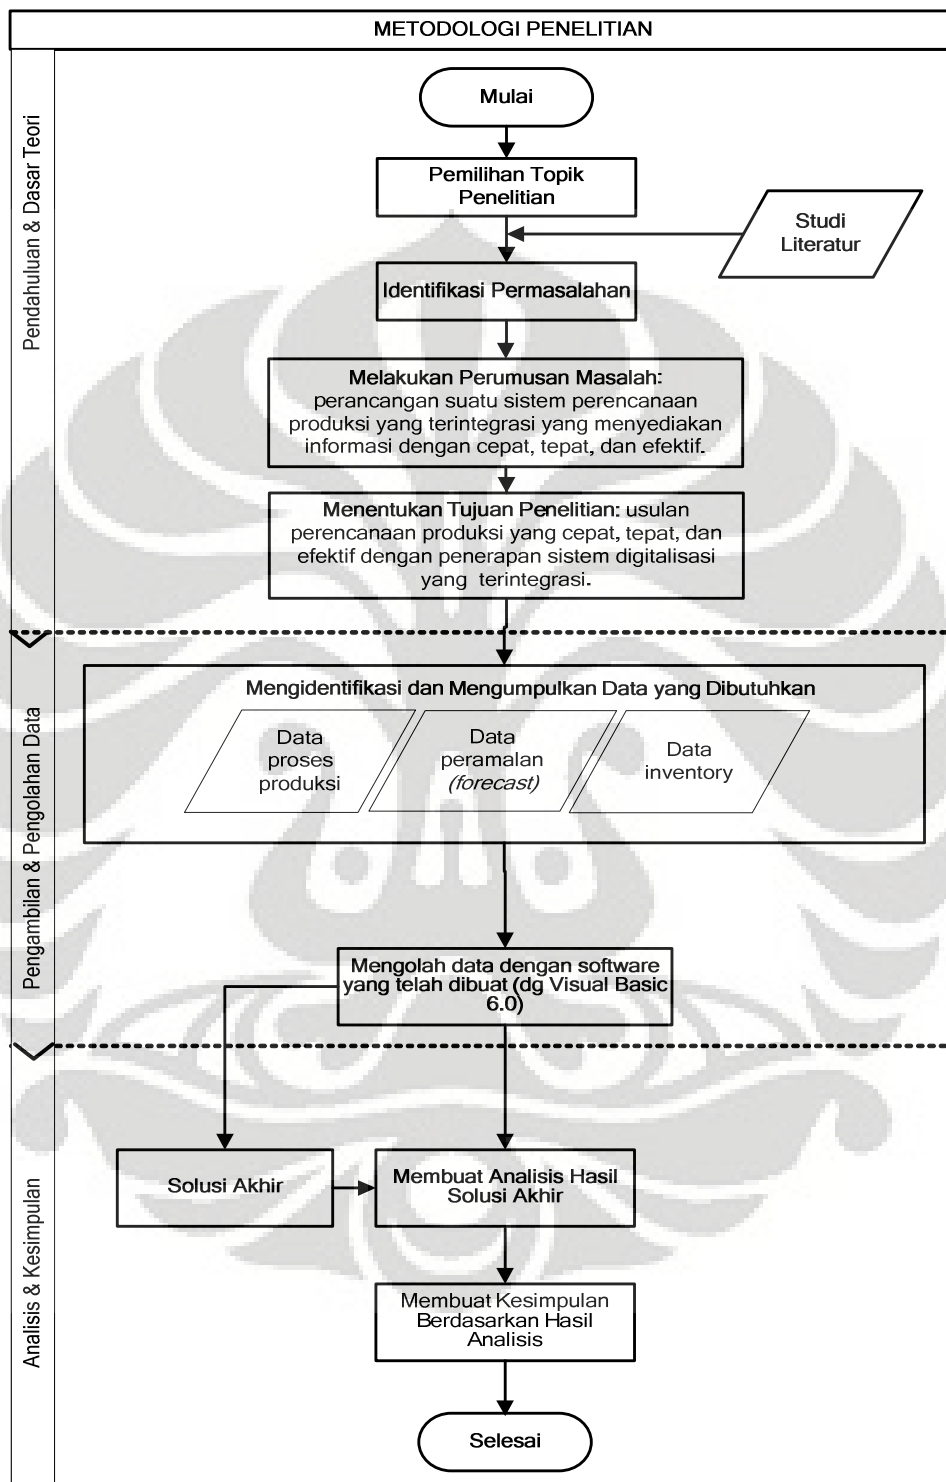 METODOLOGI PENELITIAN
Pendahuluan & Dasar Teori
Mulai
Pemilihan Topik
Penelitian
Studi
Literatur
Identifikasi Permasalahan
Melakukan Perumusan Masalah:
perancangan suatu sistem perencanaan
produksi yang terintegrasi yang menyediakan
informasi dengan cepat, tepat, dan efektif.
Menentukan Tujuan Penelitian: usulan
perencanaan produksi yang cepat, tepat, dan
efektif dengan penerapan sistem digitalisasi
yang terintegrasi.
Pengambilan & Pengolahan Data
Mengidentifikasi dan Mengumpulkan Data yang Dibutuhkan
Data
proses
produksi
Data
peramalan
(forecast)
Data
inventory
Mengolah data dengan software
yang telah dibuat (dg Visual Basic
6.0)
Analisis & Kesimpulan
Solusi Akhir
Membuat Analisis Hasil
Solusi Akhir
Membuat Kesimpulan
Berdasarkan Hasil
Analisis
Selesai